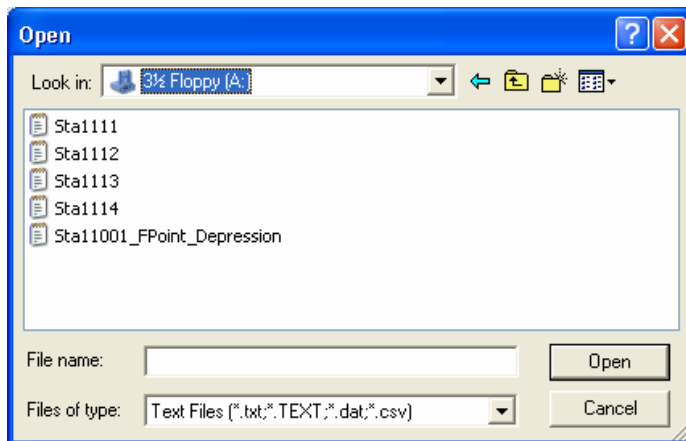 Open
Look in: 3½ Floppy (A:)
Sta1111
Sta1112
Sta1113
Sta1114
Sta11001_FPoint_Depression
File name:
Open
Files of type: Text Files (*.txt;*.TEXT;*.dat;*.csv)
Cancel